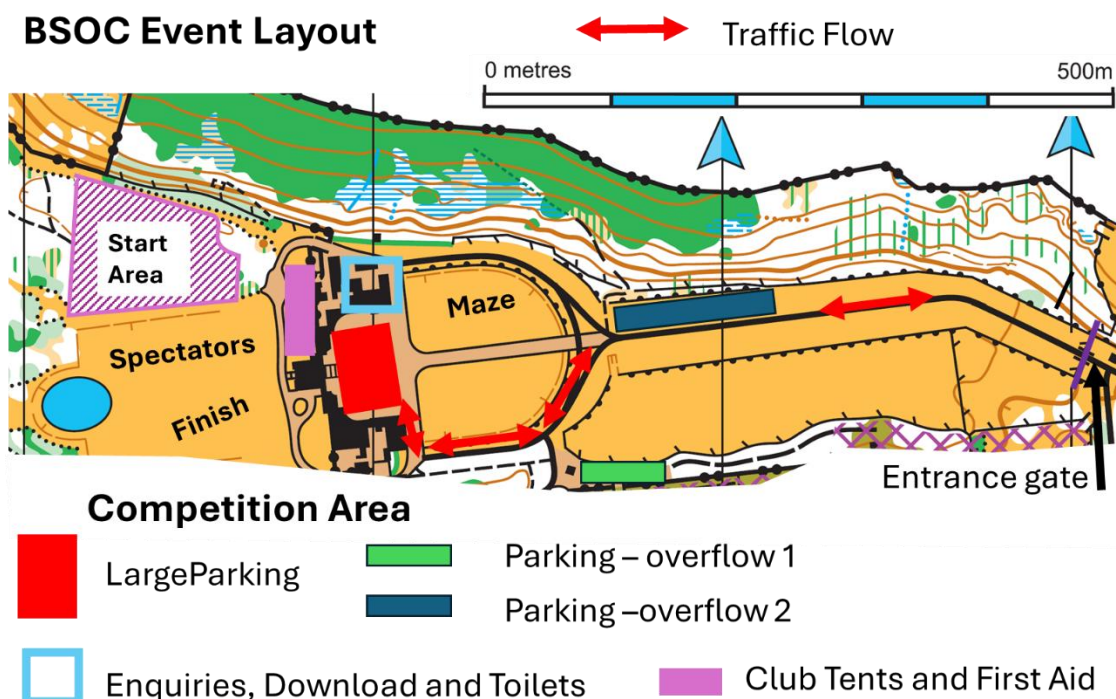 BSOC Event Layout
Traffic Flow
0 metres
500m
Start
Area
Maze
Spectators
Finish
Entrance gate
Competition Area
LargeParking
Parking – overflow 1
Parking –overflow 2
Enquiries, Download and Toilets
Club Tents and First Aid